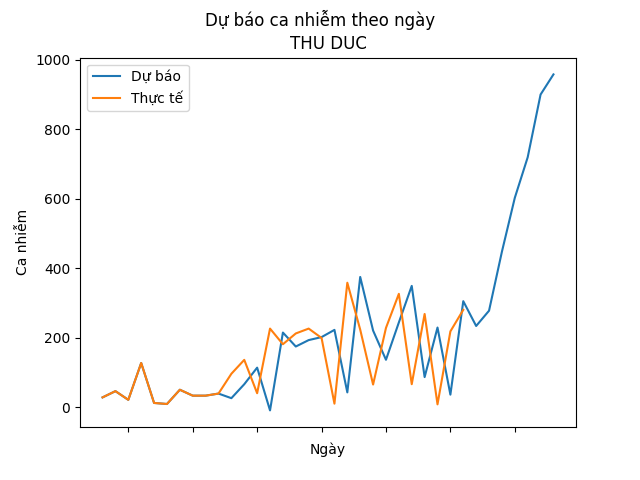 Dự báo ca nhiễm theo ngày
THU DUC
Dự báo
Thực tế
1000
800
600
400
200
0
Ca nhiễm
Ngày